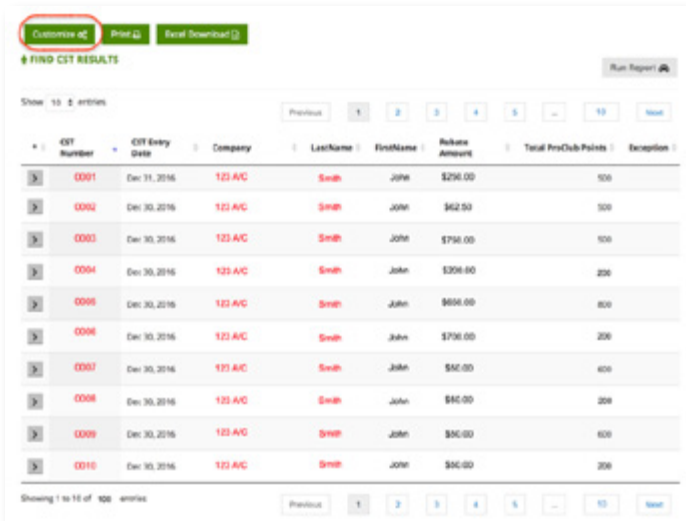 Customize Print Excel Download
FIND CST RESULTS
Run Report
Show 10 entries
Previous 1 2 3 4 5 ... 10 Next
CST Number CST Entry Date Company LastName FirstName Rebate Amount Total ProClub Points Exception
0001 Dec 31, 2016 123 A/C Smith John $250.00 500
0002 Dec 30, 2016 123 A/C Smith John $62.50 500
0003 Dec 30, 2016 123 A/C Smith John $750.00 500
0004 Dec 30, 2016 123 A/C Smith John $200.00 200
0005 Dec 30, 2016 123 A/C Smith John $650.00 800
0006 Dec 30, 2016 123 A/C Smith John $700.00 200
0007 Dec 30, 2016 123 A/C Smith John $50.00 600
0008 Dec 30, 2016 123 A/C Smith John $50.00 200
0009 Dec 30, 2016 123 A/C Smith John $50.00 600
0010 Dec 30, 2016 123 A/C Smith John $50.00 200
Showing 1 to 10 of 100 entries
Previous 1 2 3 4 5 ... 10 Next